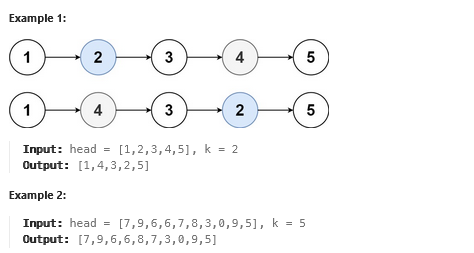 Example 1:
1 2 3 4 5
1 4 3 2 5
Input: head = [1,2,3,4,5], k = 2
Output: [1,4,3,2,5]
Example 2:
Input: head = [7,9,6,6,7,8,3,0,9,5], k = 5
Output: [7,9,6,6,8,7,3,0,9,5]